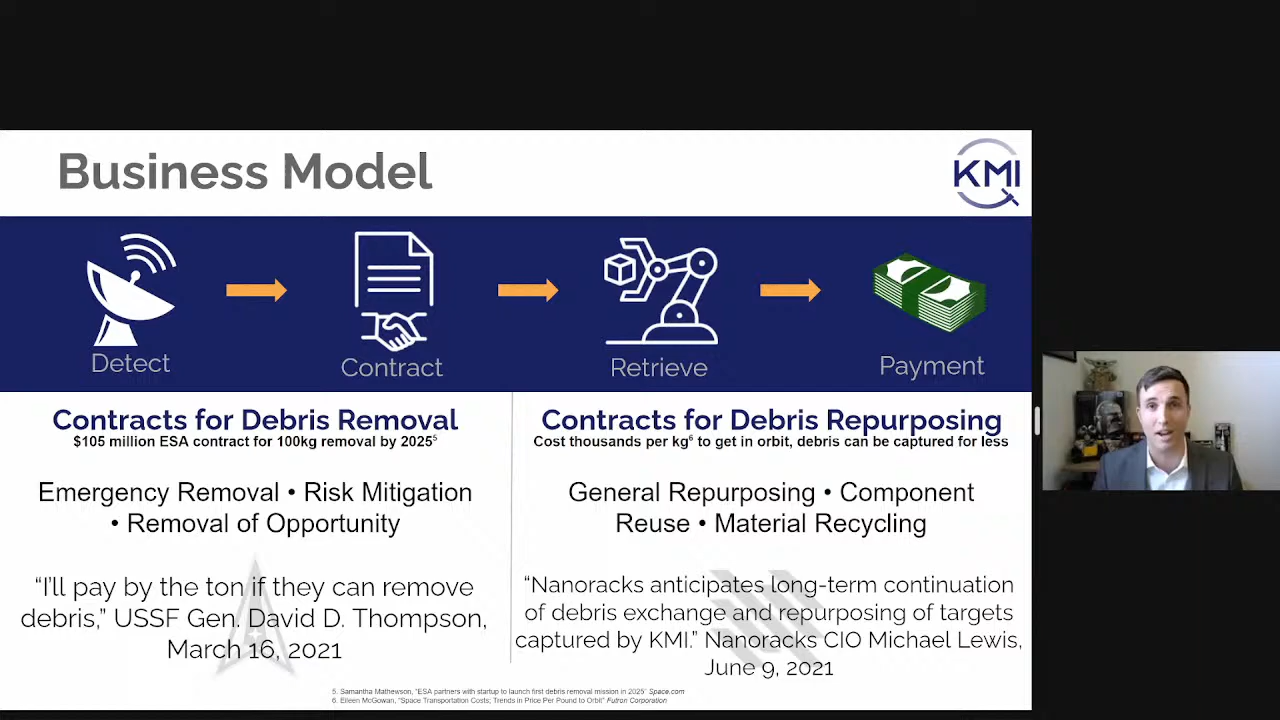 Business Model
KMI
Detect
Contract
Retrieve
Payment
Contracts for Debris Removal
$105 million ESA contract for 100kg removal by 2025⁵
Emergency Removal • Risk Mitigation
• Removal of Opportunity
“I'll pay by the ton if they can remove
debris,” USSF Gen. David D. Thompson,
March 16, 2021
Contracts for Debris Repurposing
Cost thousands per kg⁶ to get in orbit, debris can be captured for less
General Repurposing • Component
Reuse • Material Recycling
“Nanoracks anticipates long-term continuation
of debris exchange and repurposing of targets
captured by KMI.” Nanoracks CIO Michael Lewis,
June 9, 2021
5. Samantha Mathewson, “ESA partners with startup to launch first debris removal mission in 2025” Space.com
6. Eileen McGowan, “Space Transportation Costs; Trends in Price Per Pound to Orbit” Futron Corporation